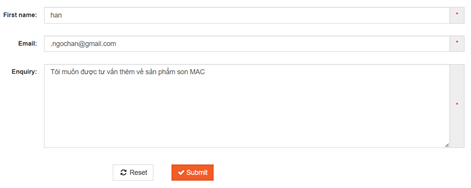 First name: han *
Email: .ngochan@gmail.com *
Enquiry: Tôi muốn được tư vấn thêm về sản phẩm son MAC *
Reset Submit